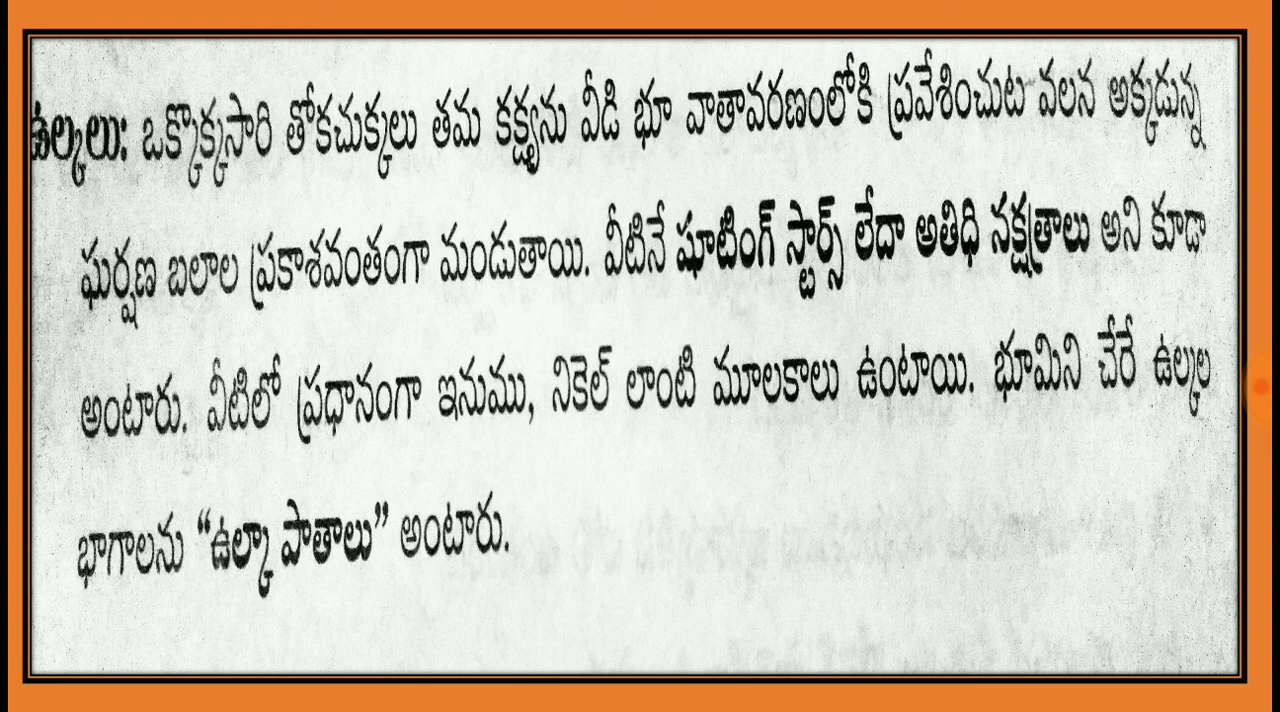 ఉల్కలు: ఒక్కొక్కసారి తోకచుక్కలు తమ కక్ష్యను వీడి భూ వాతావరణంలోకి ప్రవేశించుట వలన అక్కడున్న
ఘర్షణ బలాల ప్రకాశవంతంగా మండుతాయి. వీటినే షూటింగ్ స్టార్స్ లేదా అతిధి నక్షత్రాలు అని కూడా
అంటారు. వీటిలో ప్రధానంగా ఇనుము, నికెల్ లాంటి మూలకాలు ఉంటాయి. భూమిని చేరే ఉల్కల
భాగాలను “ఉల్కా పాతాలు” అంటారు.